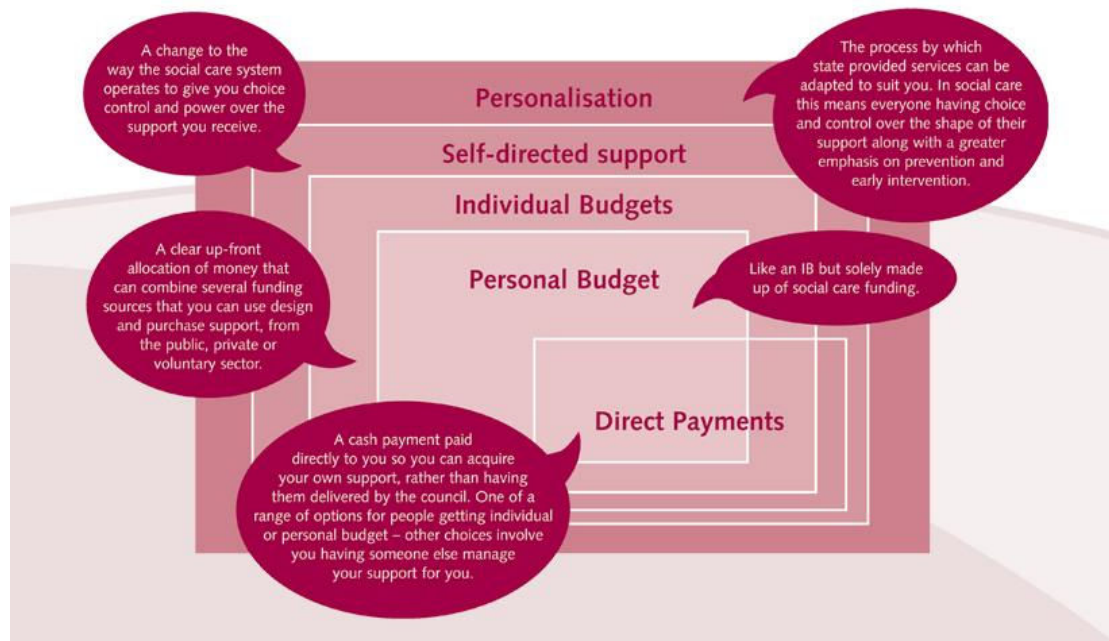 A change to the
way the social care system
operates to give you choice
control and power over the
support you receive.
The process by which
state provided services can be
adapted to suit you. In social care
this means everyone having choice
and control over the shape of their
support along with a greater
emphasis on prevention and
early intervention.
Personalisation
Self-directed support
Individual Budgets
Personal Budget
A clear up-front
allocation of money that
can combine several funding
sources that you can use design
and purchase support, from
the public, private or
voluntary sector.
Like an IB but solely made
up of social care funding.
Direct Payments
A cash payment paid
directly to you so you can acquire
your own support, rather than having
them delivered by the council. One of a
range of options for people getting individual
or personal budget – other choices involve
you having someone else manage
your support for you.